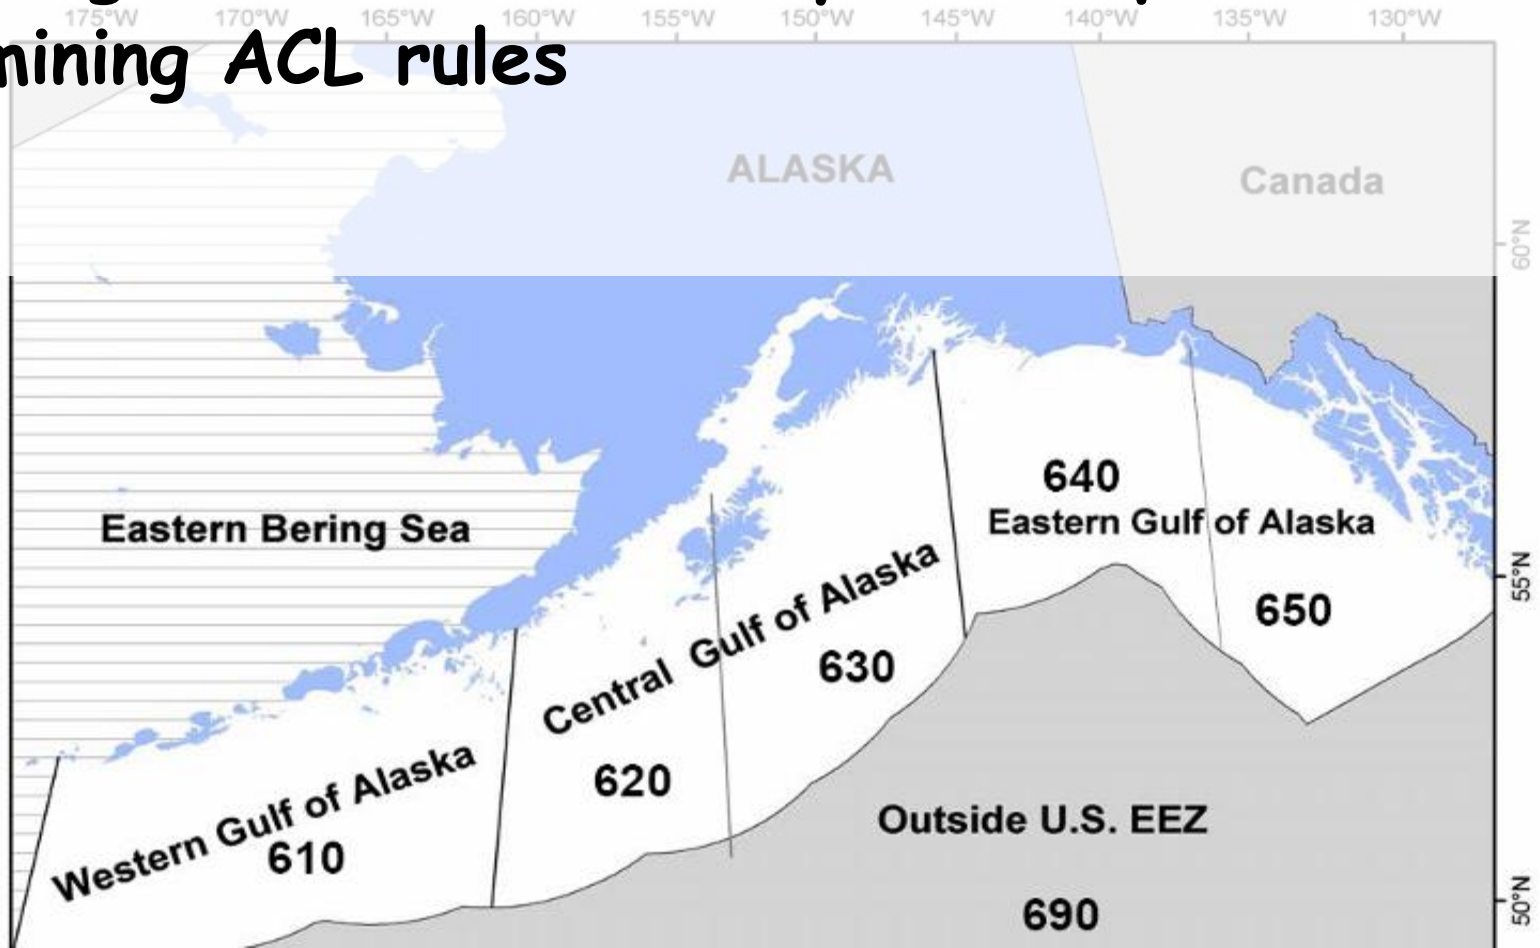 mining ACL rules
175°W 170°W 165°W 160°W 155°W 150°W 145°W 140°W 135°W 130°W
ALASKA
Canada
60°N
640
Eastern Bering Sea
Eastern Gulf of Alaska
Central Gulf of Alaska
55°N
650
630
620
Western Gulf of Alaska
610
Outside U.S. EEZ
690
50°N